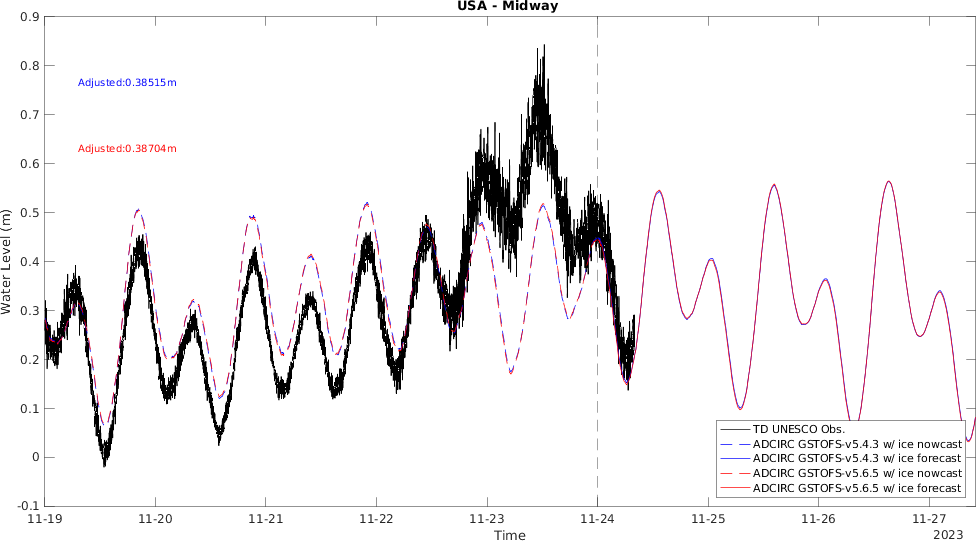 USA - Midway
Water Level (m)
0.9
0.8
0.7
0.6
0.5
0.4
0.3
0.2
0.1
0
-0.1
Adjusted:0.38515m
Adjusted:0.38704m
TD UNESCO Obs.
ADCIRC GSTOFS-v5.4.3 w/ ice nowcast
ADCIRC GSTOFS-v5.4.3 w/ ice forecast
ADCIRC GSTOFS-v5.6.5 w/ ice nowcast
ADCIRC GSTOFS-v5.6.5 w/ ice forecast
11-19 11-20 11-21 11-22 11-23 11-24 11-25 11-26 11-27
Time
2023